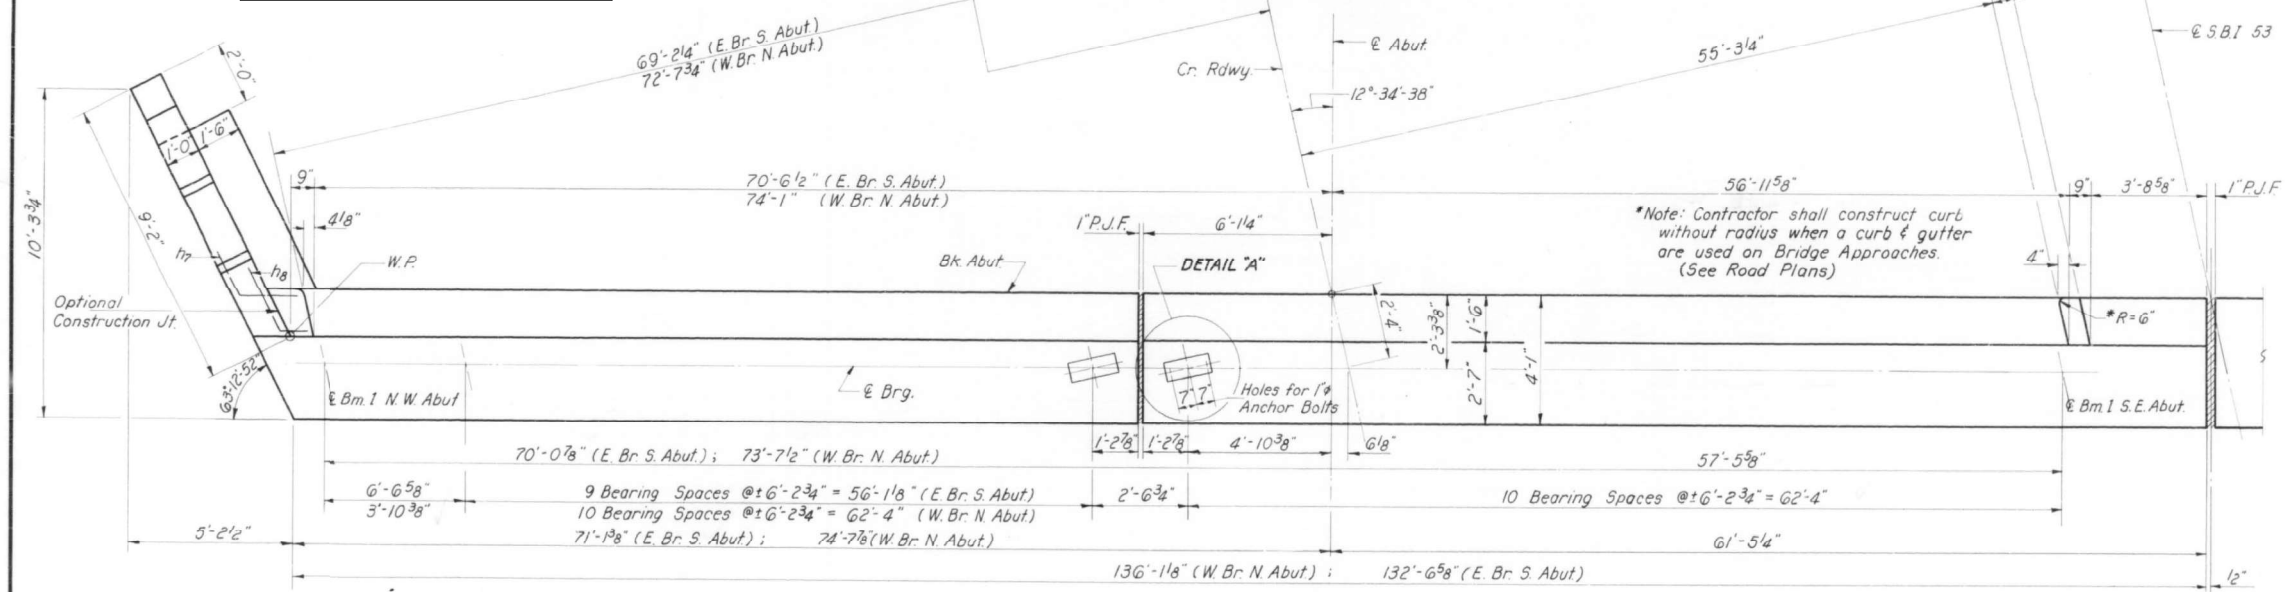 69'-2¼" (E. Br. S. Abut.)
72'-7¾" (W. Br. N. Abut.)
℄ Abut.
55'-3¼"
℄ S.B.I. 53
Cr. Rdwy.
12°-34'-38"
2'-0"
1'-0"
1'-6"
10'-3¾"
9'-2"
9"
70'-6½" (E. Br. S. Abut.)
74'-1" (W. Br. N. Abut.)
56'-11⅝"
9"
3'-8⅝"
1" P.J.F.
4⅛"
1" P.J.F.
6'-1¼"
*Note: Contractor shall construct curb
without radius when a curb & gutter
are used on Bridge Approaches.
(See Road Plans)
4"
h7
h8
W.P.
Bk. Abut.
DETAIL "A"
Optional
Construction Jt.
2'-4"
2'-3⅜"
1'-6"
*R=6"
2'-7"
4'-1"
63°-12'-52"
℄ Bm. 1 N.W. Abut
℄ Brg.
7" 7"
Holes for 1"φ
Anchor Bolts
℄ Bm. 1 S.E. Abut.
1'-2⅞"
1'-2⅞"
4'-10⅜"
6⅛"
70'-0⅞" (E. Br. S. Abut.); 73'-7½" (W. Br. N. Abut.)
57'-5⅝"
6'-6⅝"
3'-10⅜"
9 Bearing Spaces @±6'-2¾" = 56'-1⅛" (E. Br. S. Abut.)
10 Bearing Spaces @±6'-2¾" = 62'-4" (W. Br. N. Abut.)
2'-6¾"
10 Bearing Spaces @±6'-2¾" = 62'-4"
5'-2½"
71'-1⅜" (E. Br. S. Abut.); 74'-7⅞" (W. Br. N. Abut.)
61'-5¼"
136'-1⅛" (W. Br. N. Abut.); 132'-6⅝" (E. Br. S. Abut.)
½"